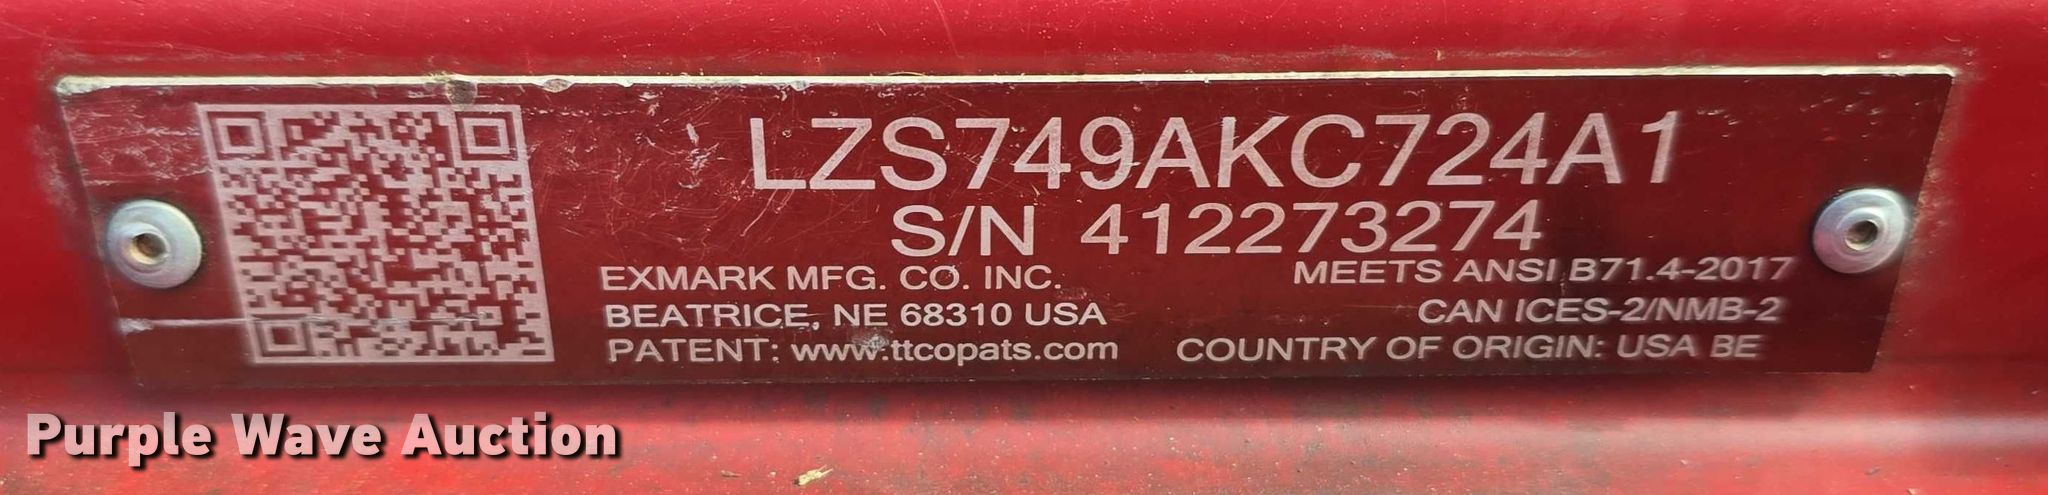 LZS749AKC724A1
S/N 412273274
EXMARK MFG. CO. INC.
BEATRICE, NE 68310 USA
PATENT: www.ttcopats.com
MEETS ANSI B71.4-2017
CAN ICES-2/NMB-2
COUNTRY OF ORIGIN: USA BE
Purple Wave Auction